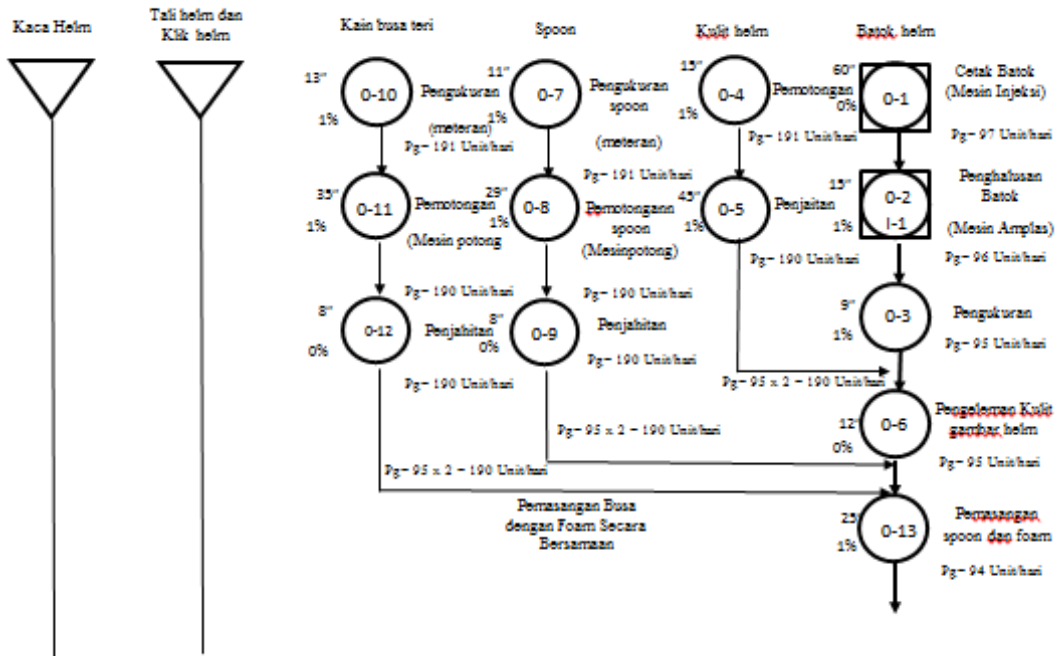 Kaca Helm
Tali helm dan
Klik helm
Kain busa teri
Spoon
Kulit helm
Batok helm
13"
0-10
1%
Pengukuran
(meteran)
Pg= 191 Unit/hari
11"
0-7
1%
Pengukuran
spoon
(meteran)
Pg= 191 Unit/hari
15"
0-4
1%
Pemotongan
Pg= 191 Unit/hari
60"
0-1
0%
Cetak Batok
(Mesin Injeksi)
Pg= 97 Unit/hari
35"
0-11
1%
Pemotongan
(Mesin potong
Pg= 190 Unit/hari
29"
0-8
1%
Pemotongann
spoon
(Mesinpotong)
Pg= 190 Unit/hari
45"
0-5
1%
Penjaitan
Pg= 190 Unit/hari
15"
0-2
I-1
1%
Penghalusan
Batok
(Mesin Amplas)
Pg= 96 Unit/hari
8"
0-12
0%
Penjahitan
Pg= 190 Unit/hari
8"
0-9
0%
Penjahitan
Pg= 190 Unit/hari
9"
0-3
1%
Pengukuran
Pg= 95 Unit/hari
Pg= 95 x 2 = 190 Unit/hari
12"
0-6
0%
Pengeleman Kulit
gambar helm
Pg= 95 Unit/hari
Pg= 95 x 2 = 190 Unit/hari
Pg= 95 x 2 = 190 Unit/hari
Pemasangan Busa
dengan Foam Secara
Bersamaan
25"
0-13
1%
Pemasangan
spoon dan foam
Pg= 94 Unit/hari